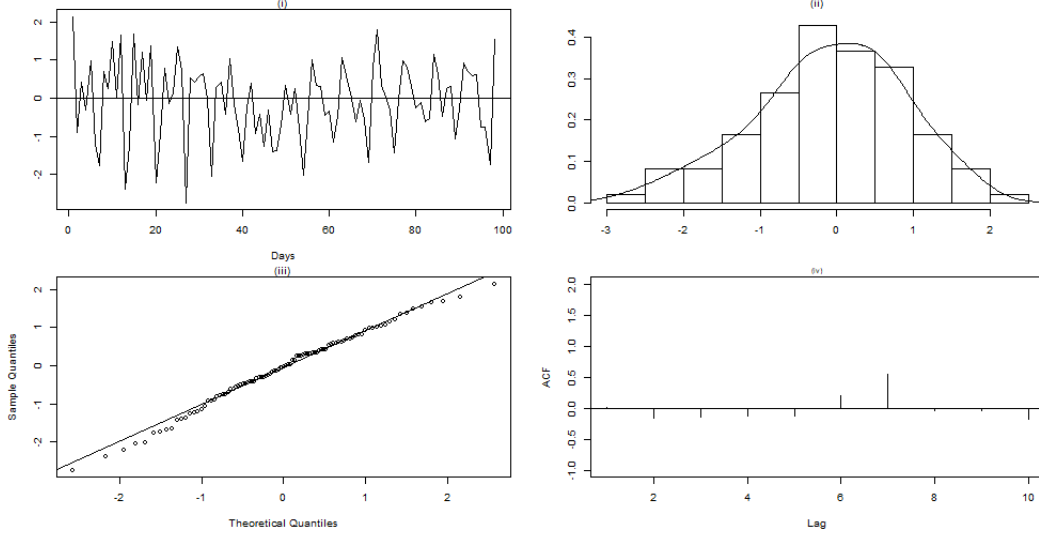 (i)
2
1
0
-1
-2
0 20 40 60 80 100
Days
(ii)
0.4
0.3
0.2
0.1
0.0
-3 -2 -1 0 1 2
(iii)
Sample Quantiles
2
1
0
-1
-2
-2 -1 0 1 2
Theoretical Quantiles
(iv)
ACF
2.0
1.5
1.0
0.5
0.0
-0.5
-1.0
2 4 6 8 10
Lag